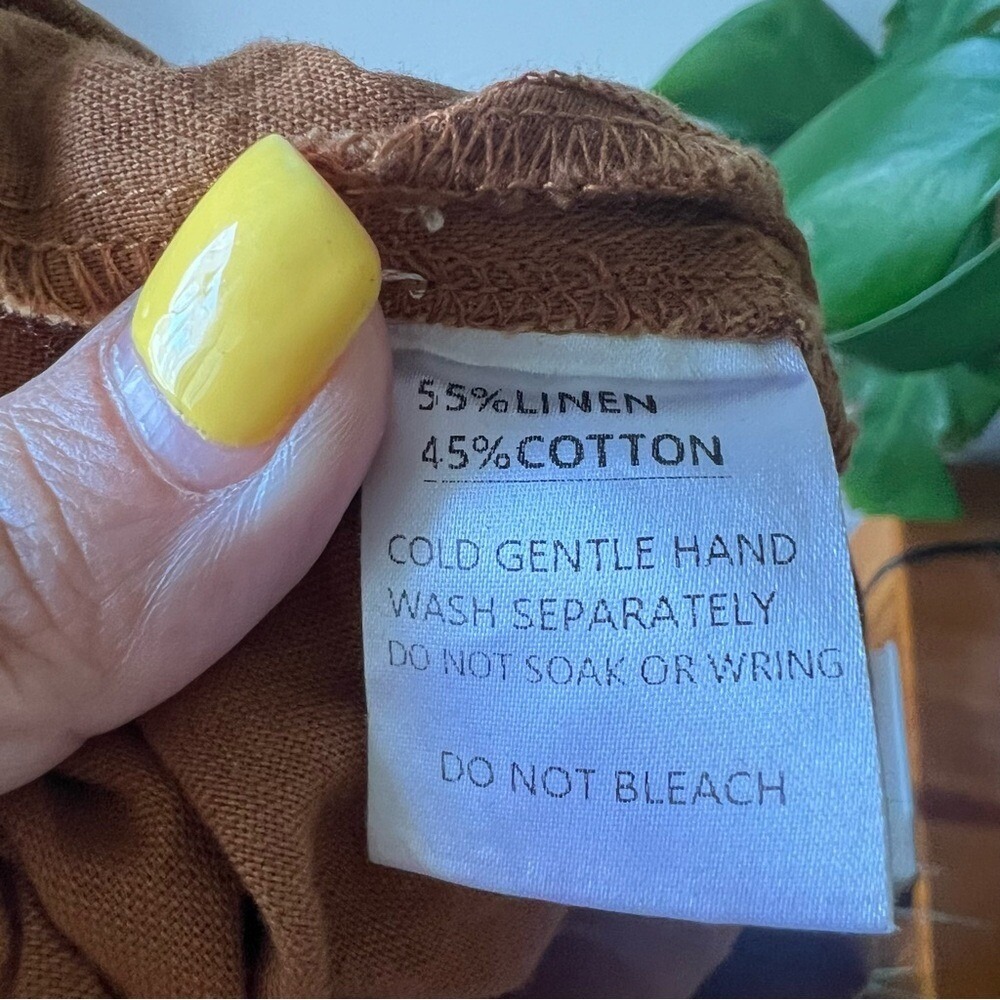 55%LINEN
45%COTTON
COLD GENTLE HAND
WASH SEPARATELY
DO NOT SOAK OR WRING
DO NOT BLEACH